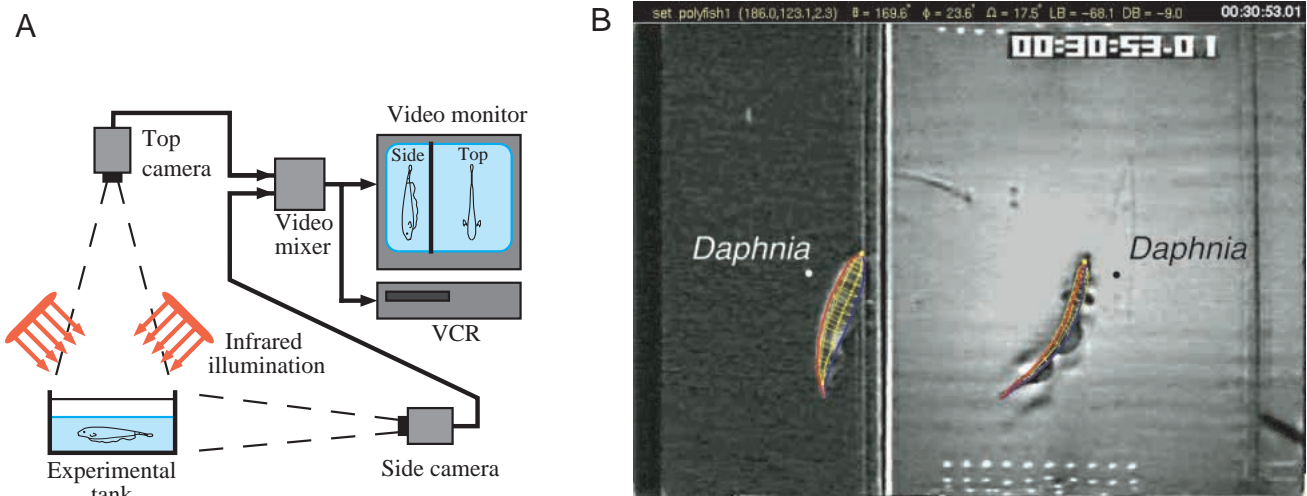 A
Top
camera
Video
mixer
Video monitor
Side
Top
VCR
Infrared
illumination
Side camera
Experimental
tank
B
set polyfish1 (186.0,123.1,2.3) θ = 169.6° ϕ = 23.6° Ω = 17.5° LB = −68.1 DB = −9.0 00:30:53.01
00:30:53-01
Daphnia
Daphnia